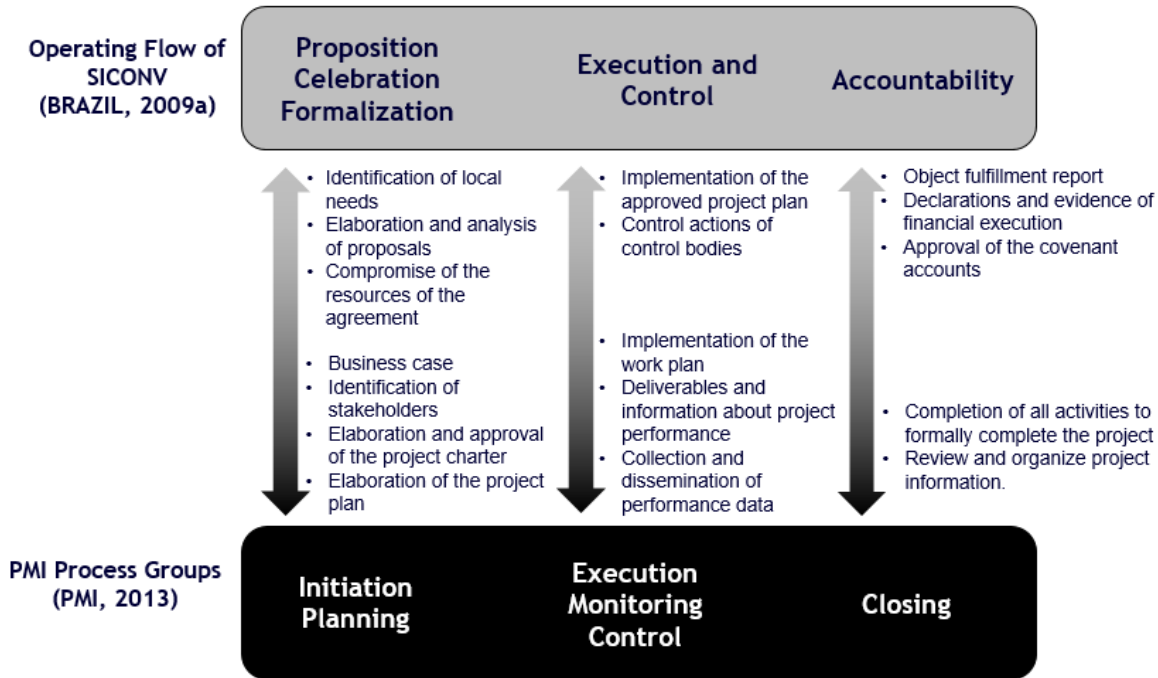 Operating Flow of
SICONV
(BRAZIL, 2009a)
Proposition
Celebration
Formalization
Execution and
Control
Accountability
• Identification of local
needs
• Elaboration and analysis
of proposals
• Compromise of the
resources of the
agreement
• Business case
• Identification of
stakeholders
• Elaboration and approval
of the project charter
• Elaboration of the project
plan
• Implementation of the
approved project plan
• Control actions of
control bodies
• Implementation of the
work plan
• Deliverables and
information about project
performance
• Collection and
dissemination of
performance data
• Object fulfillment report
• Declarations and evidence of
financial execution
• Approval of the covenant
accounts
• Completion of all activities to
formally complete the project
• Review and organize project
information.
PMI Process Groups
(PMI, 2013)
Initiation
Planning
Execution
Monitoring
Control
Closing